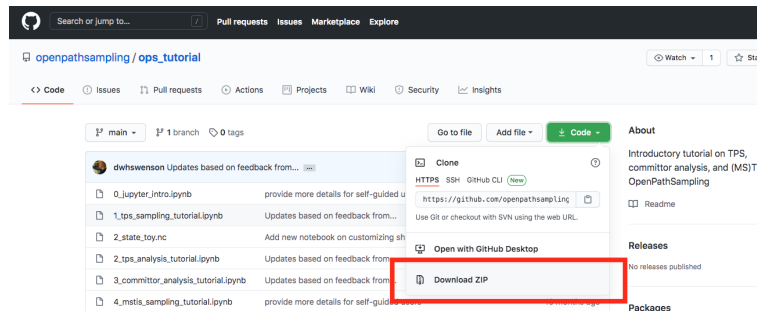 Search or jump to... /
Pull requests Issues Marketplace Explore
openpathsampling / ops_tutorial
Watch 1
<> Code Issues Pull requests Actions Projects Wiki Security Insights
main 1 branch 0 tags
Go to file Add file Code
About
dwhswenson Updates based on feedback from... ...
Clone
HTTPS SSH GitHub CLI New
https://github.com/openpathsampling
Use Git or checkout with SVN using the web URL.
Introductory tutorial on TPS,
committor analysis, and (MS)T
OpenPathSampling
Readme
0_jupyter_intro.ipynb provide more details for self-guided u
1_tps_sampling_tutorial.ipynb Updates based on feedback from...
2_state_toy.nc Add new notebook on customizing sh
Open with GitHub Desktop
Releases
2_tps_analysis_tutorial.ipynb Updates based on feedback from...
No releases published
3_committor_analysis_tutorial.ipynb Updates based on feedback from...
Download ZIP
4_mstis_sampling_tutorial.ipynb provide more details for self-guided users
months ago
Packages